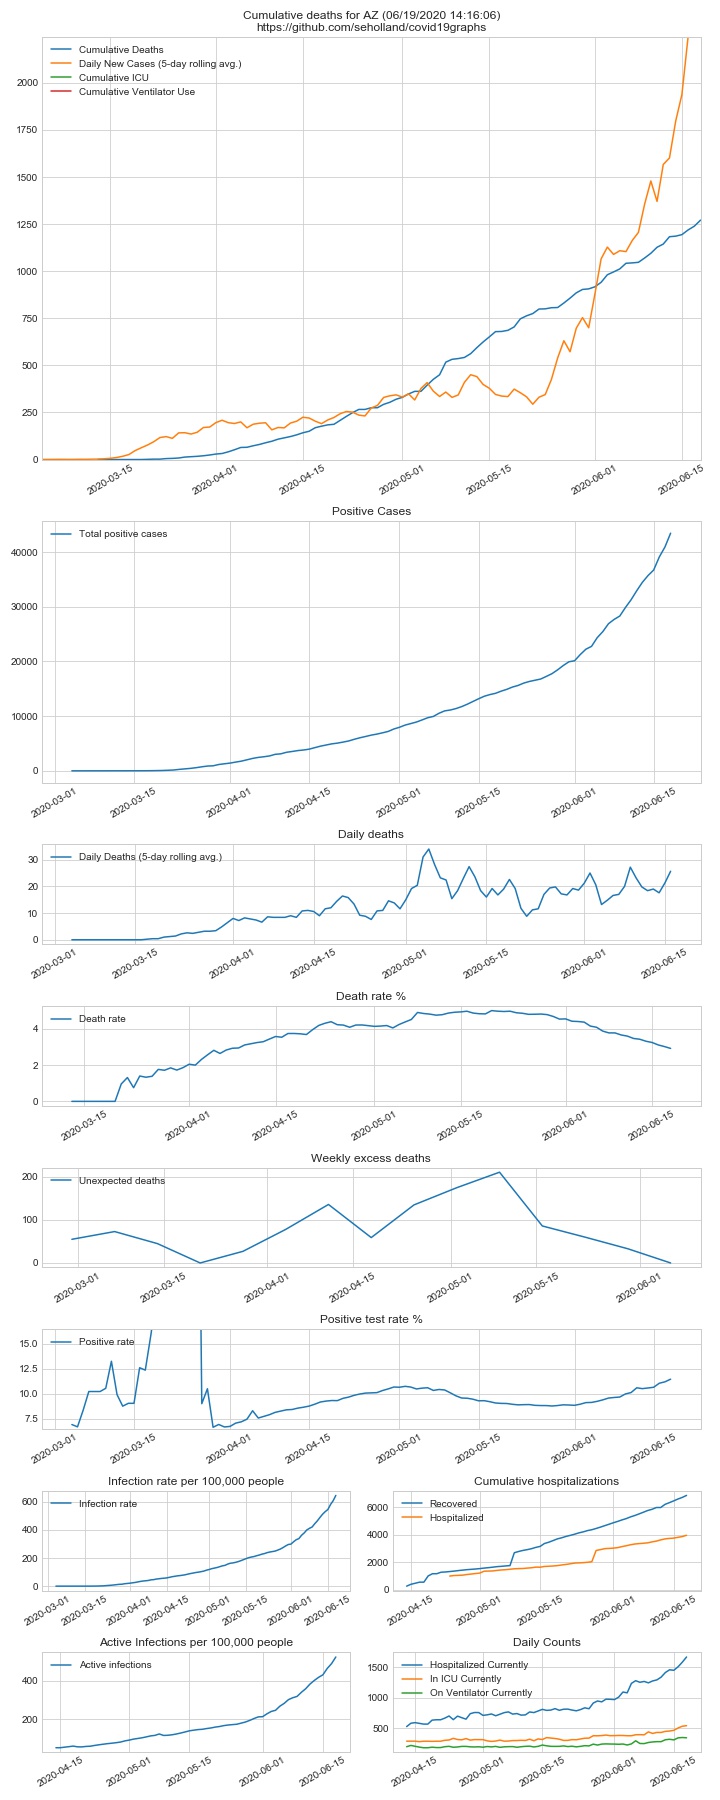 Cumulative deaths for AZ (06/19/2020 14:16:06)
https://github.com/seholland/covid19graphs
Cumulative Deaths
Daily New Cases (5-day rolling avg.)
Cumulative ICU
Cumulative Ventilator Use
2000
1750
1500
1250
1000
750
500
250
0
2020-03-15 2020-04-01 2020-04-15 2020-05-01 2020-05-15 2020-06-01 2020-06-15
Positive Cases
Total positive cases
40000
30000
20000
10000
0
2020-03-01 2020-03-15 2020-04-01 2020-04-15 2020-05-01 2020-05-15 2020-06-01 2020-06-15
Daily deaths
Daily Deaths (5-day rolling avg.)
30
20
10
0
2020-03-01 2020-03-15 2020-04-01 2020-04-15 2020-05-01 2020-05-15 2020-06-01 2020-06-15
Death rate %
Death rate
4
2
0
2020-03-15 2020-04-01 2020-04-15 2020-05-01 2020-05-15 2020-06-01 2020-06-15
Weekly excess deaths
Unexpected deaths
200
100
0
2020-03-01 2020-03-15 2020-04-01 2020-04-15 2020-05-01 2020-05-15 2020-06-01
Positive test rate %
Positive rate
15.0
12.5
10.0
7.5
2020-03-01 2020-03-15 2020-04-01 2020-04-15 2020-05-01 2020-05-15 2020-06-01 2020-06-15
Infection rate per 100,000 people
Infection rate
600
400
200
0
2020-03-01 2020-03-15 2020-04-01 2020-04-15 2020-05-01 2020-05-15 2020-06-01 2020-06-15
Cumulative hospitalizations
Recovered
Hospitalized
6000
4000
2000
0
2020-04-15 2020-05-01 2020-05-15 2020-06-01 2020-06-15
Active Infections per 100,000 people
Active infections
400
200
2020-04-15 2020-05-01 2020-05-15 2020-06-01 2020-06-15
Daily Counts
Hospitalized Currently
In ICU Currently
On Ventilator Currently
1500
1000
500
2020-04-15 2020-05-01 2020-05-15 2020-06-01 2020-06-15